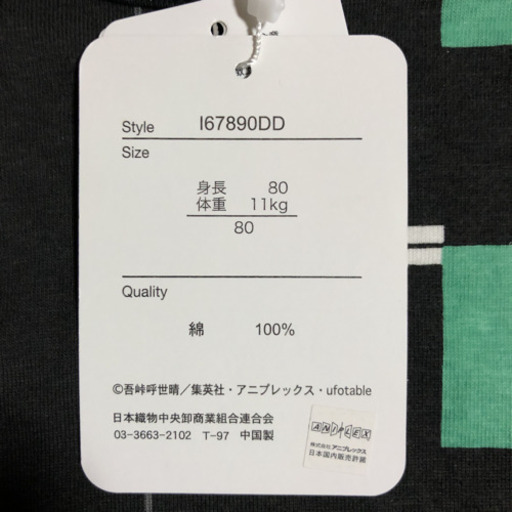 Style I67890DD
Size
身長 80
体重 11kg
80
Quality
綿 100%
©吾峠呼世晴／集英社・アニプレックス・ufotable
日本織物中央卸商業組合連合会
03-3663-2102 T-97 中国製
株式会社アニプレックス
日本国内販売許諾